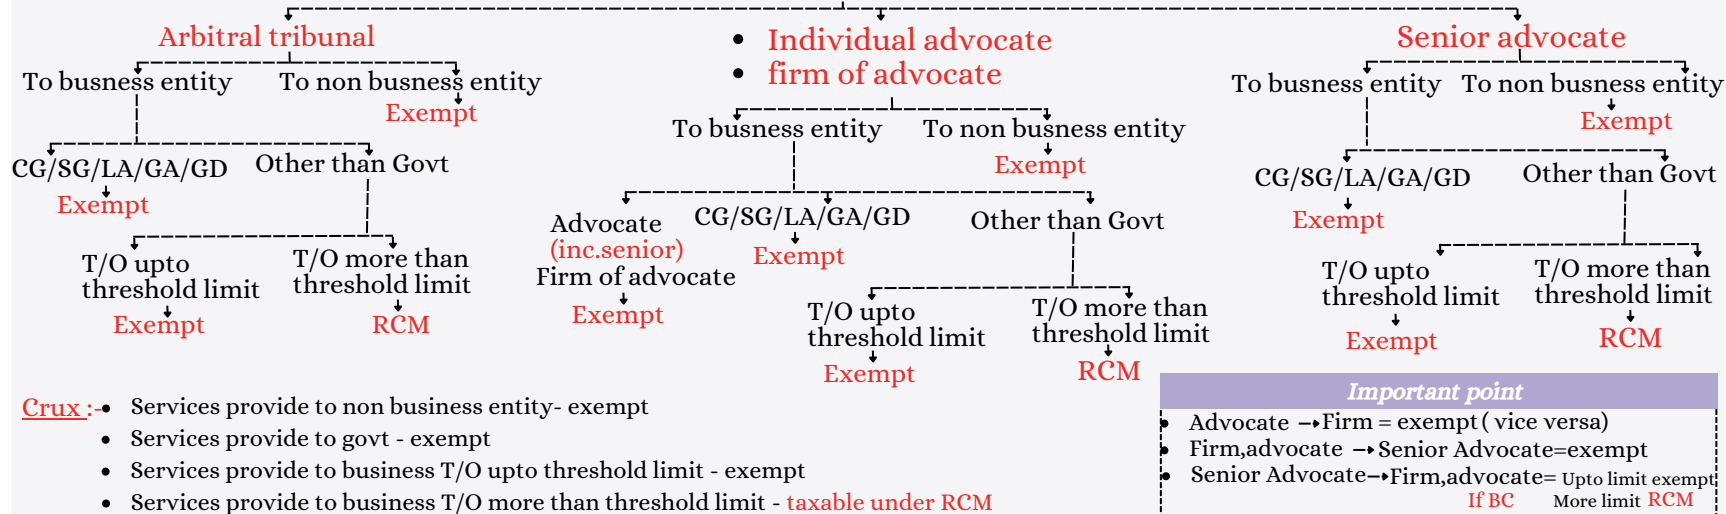 Arbitral tribunal
To busness entity
To non busness entity
Exempt
CG/SG/LA/GA/GD
Exempt
Other than Govt
T/O upto
threshold limit
Exempt
T/O more than
threshold limit
RCM
• Individual advocate
• firm of advocate
To busness entity
To non busness entity
Exempt
Advocate
(inc.senior)
Firm of advocate
Exempt
CG/SG/LA/GA/GD
Exempt
Other than Govt
T/O upto
threshold limit
Exempt
T/O more than
threshold limit
RCM
Senior advocate
To busness entity
To non busness entity
Exempt
CG/SG/LA/GA/GD
Exempt
Other than Govt
T/O upto
threshold limit
Exempt
T/O more than
threshold limit
RCM
Crux :- • Services provide to non business entity- exempt
• Services provide to govt - exempt
• Services provide to business T/O upto threshold limit - exempt
• Services provide to business T/O more than threshold limit - taxable under RCM
Important point
• Advocate → Firm = exempt ( vice versa)
• Firm,advocate → Senior Advocate=exempt
• Senior Advocate→Firm,advocate= Upto limit exempt
If BC More limit RCM